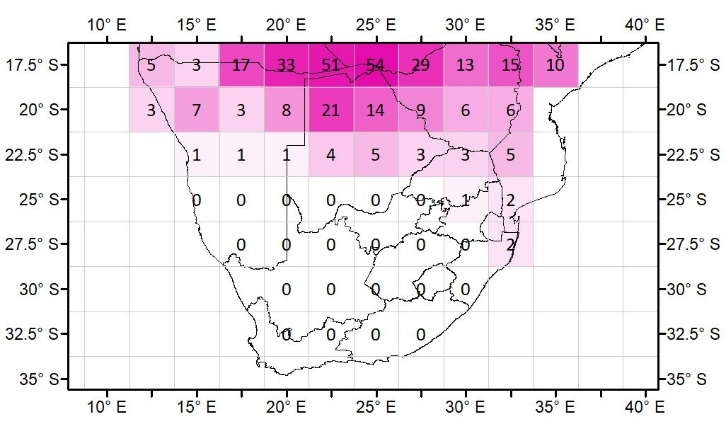 10° E 15° E 20° E 25° E 30° E 35° E 40° E
17.5° S 5 3 17 33 51 54 29 13 15 10 17.5° S
20° S 3 7 3 8 21 14 9 6 6 20° S
22.5° S 1 1 1 4 5 3 3 5 22.5° S
25° S 0 0 0 0 0 0 1 2 25° S
27.5° S 0 0 0 0 0 0 2 27.5° S
30° S 0 0 0 0 0 30° S
32.5° S 0 0 0 0 32.5° S
35° S 35° S
10° E 15° E 20° E 25° E 30° E 35° E 40° E